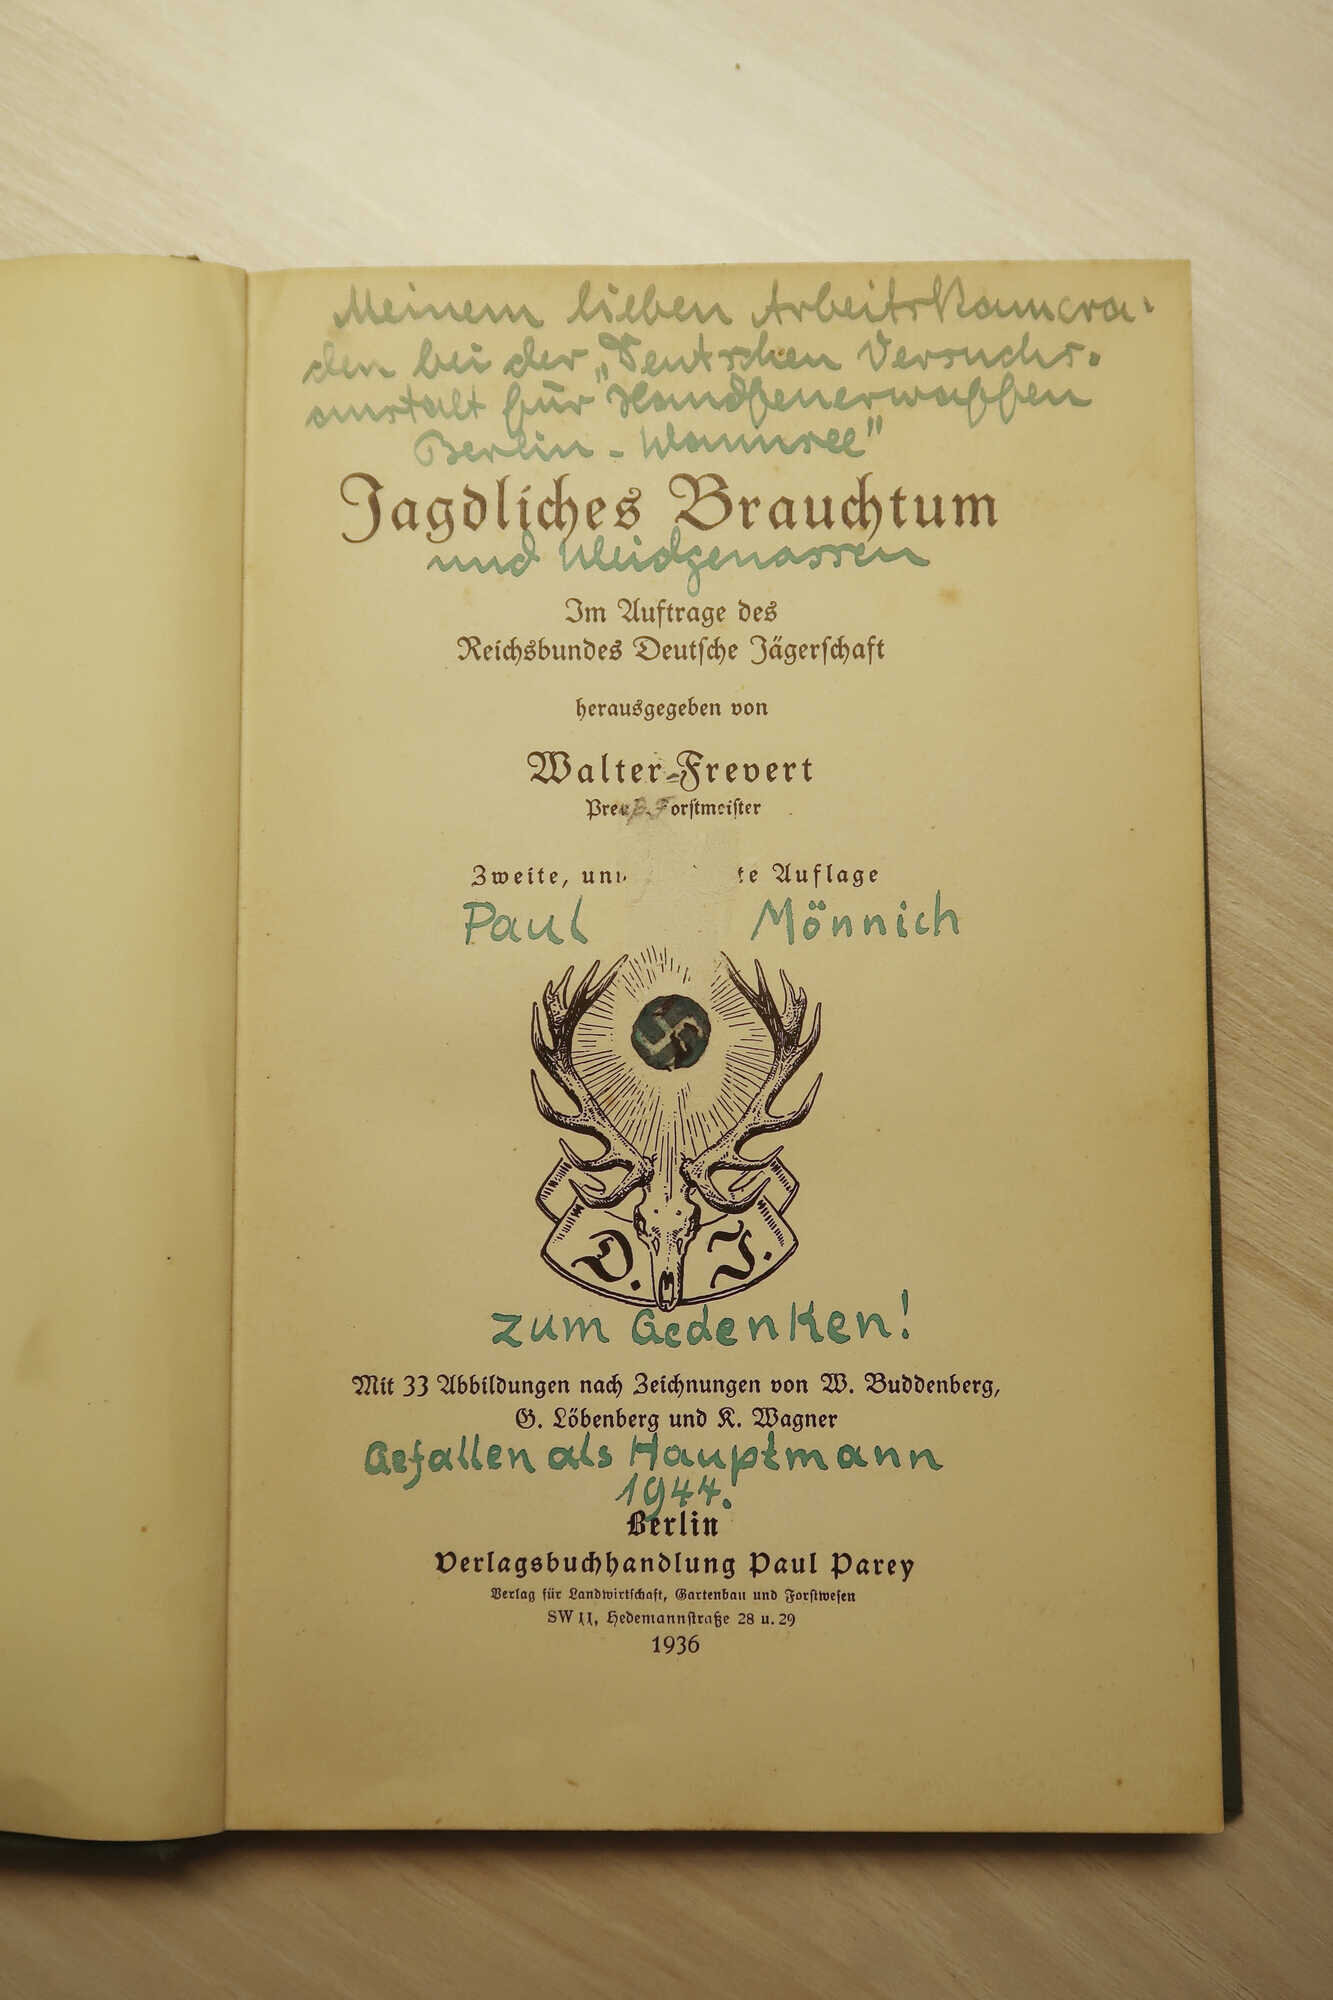 Meinem lieben Arbeitskamera-
den bei der „Deutschen Versuchs-
anstalt für Handfeuerwaffen
Berlin - Wannsee"
Jagdliches Brauchtum
und Weidgenossen
Im Auftrage des
Reichsbundes Deutsche Jägerschaft
herausgegeben von
Walter Frevert
Preuß. Forstmeister
Zweite, Auflage
Paul Mönnich
D. J.
zum Gedenken!
Mit 33 Abbildungen nach Zeichnungen von W. Buddenberg,
G. Löbenberg und K. Wagner
Gefallen als Hauptmann
1944.
Berlin
Verlagsbuchhandlung Paul Parey
Verlag für Landwirtschaft, Gartenbau und Forstwesen
SW 11, Hedemannstraße 28 u. 29
1936